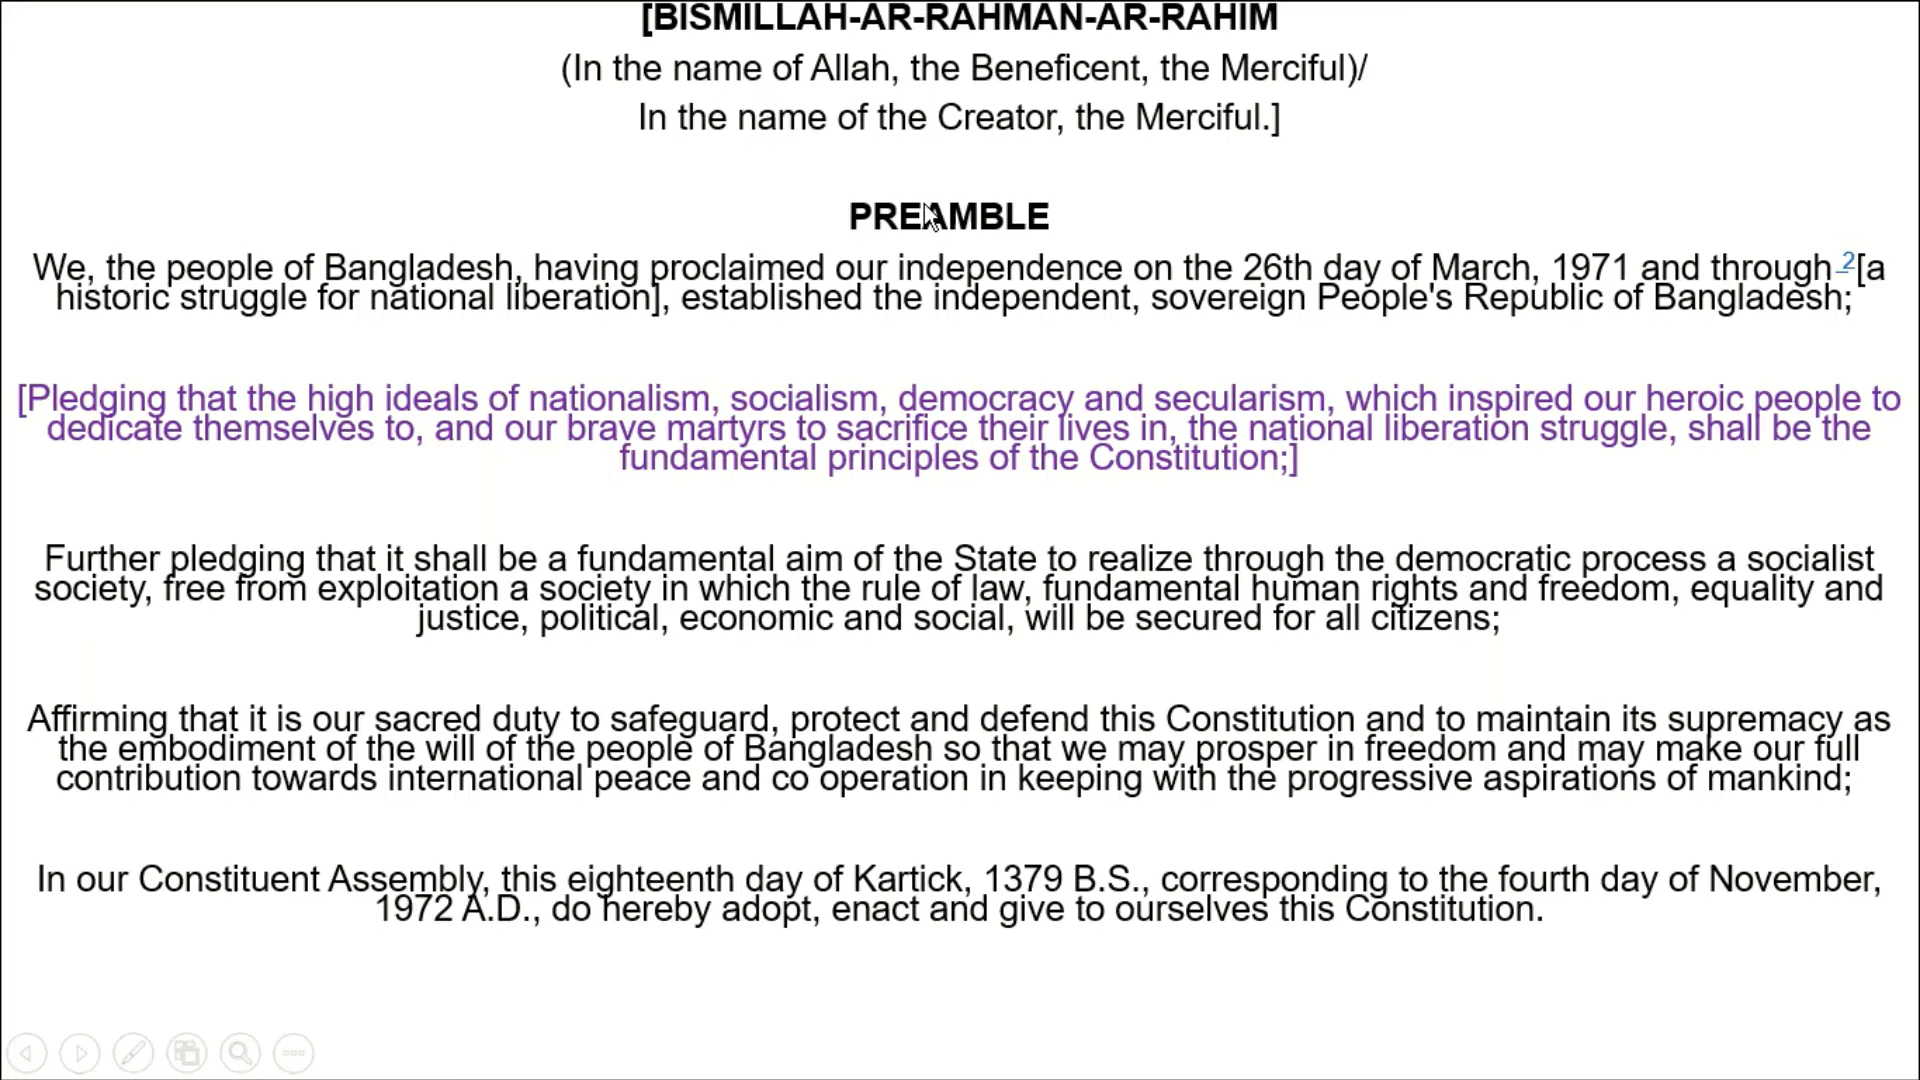 [BISMILLAH-AR-RAHMAN-AR-RAHIM
(In the name of Allah, the Beneficent, the Merciful)/
In the name of the Creator, the Merciful.]
PREAMBLE
We, the people of Bangladesh, having proclaimed our independence on the 26th day of March, 1971 and through 2[a
historic struggle for national liberation], established the independent, sovereign People's Republic of Bangladesh;
[Pledging that the high ideals of nationalism, socialism, democracy and secularism, which inspired our heroic people to
dedicate themselves to, and our brave martyrs to sacrifice their lives in, the national liberation struggle, shall be the
fundamental principles of the Constitution;]
Further pledging that it shall be a fundamental aim of the State to realize through the democratic process a socialist
society, free from exploitation a society in which the rule of law, fundamental human rights and freedom, equality and
justice, political, economic and social, will be secured for all citizens;
Affirming that it is our sacred duty to safeguard, protect and defend this Constitution and to maintain its supremacy as
the embodiment of the will of the people of Bangladesh so that we may prosper in freedom and may make our full
contribution towards international peace and co operation in keeping with the progressive aspirations of mankind;
In our Constituent Assembly, this eighteenth day of Kartick, 1379 B.S., corresponding to the fourth day of November,
1972 A.D., do hereby adopt, enact and give to ourselves this Constitution.